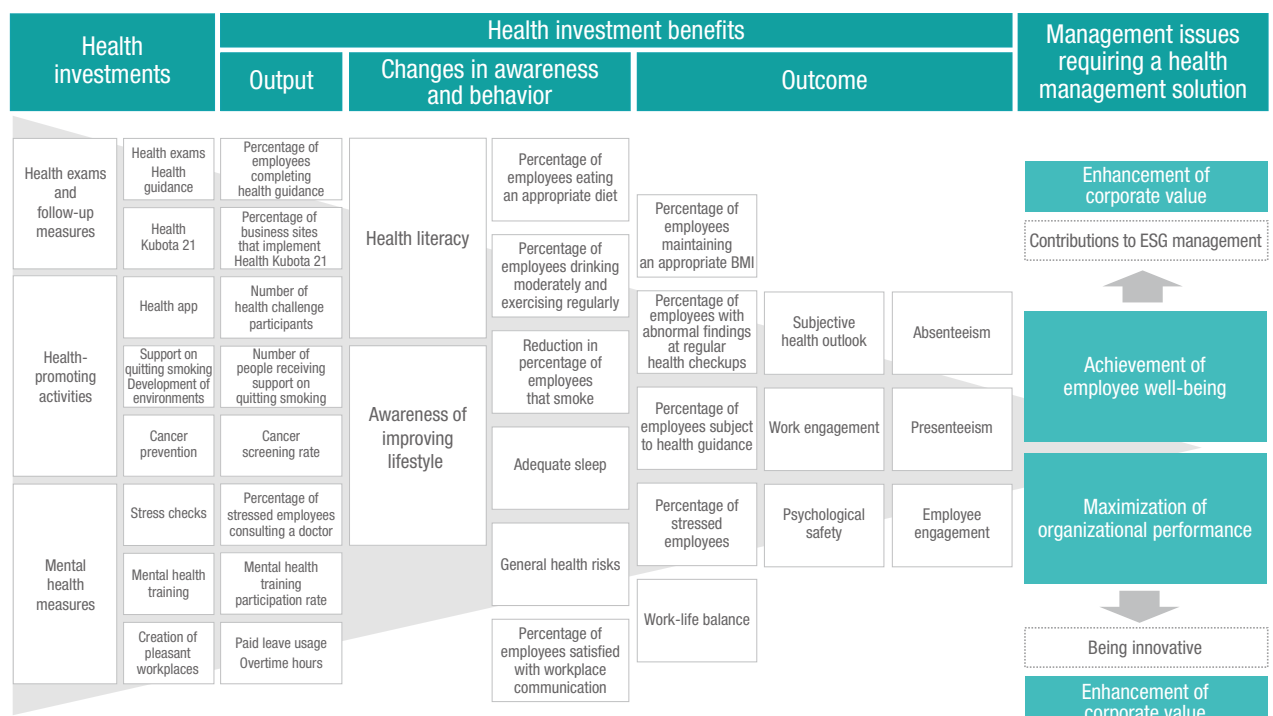 Health
investments
Health investment benefits
Management issues
requiring a health
management solution
Output
Changes in awareness
and behavior
Outcome
Health exams
and
follow-up
measures
Health exams
Health
guidance
Percentage of
employees
completing
health guidance
Health
Kubota 21
Percentage of
business sites
that implement
Health Kubota 21
Health-
promoting
activities
Health app
Number of
health challenge
participants
Support on
quitting smoking
Development of
environments
Number of
people receiving
support on
quitting smoking
Cancer
prevention
Cancer
screening rate
Mental
health
measures
Stress checks
Percentage of
stressed employees
consulting a doctor
Mental health
training
Mental health
training
participation rate
Creation of
pleasant
workplaces
Paid leave usage
Overtime hours
Health literacy
Awareness of
improving
lifestyle
Percentage of
employees eating
an appropriate diet
Percentage of
employees drinking
moderately and
exercising regularly
Reduction in
percentage of
employees
that smoke
Adequate sleep
General health risks
Percentage of
employees satisfied
with workplace
communication
Percentage of
employees
maintaining
an appropriate BMI
Percentage of
employees with
abnormal findings
at regular
health checkups
Subjective
health outlook
Absenteeism
Percentage of
employees subject
to health guidance
Work engagement
Presenteeism
Percentage of
stressed
employees
Psychological
safety
Employee
engagement
Work-life balance
Enhancement of
corporate value
Contributions to ESG management
Achievement of
employee well-being
Maximization of
organizational performance
Being innovative
Enhancement of
corporate value